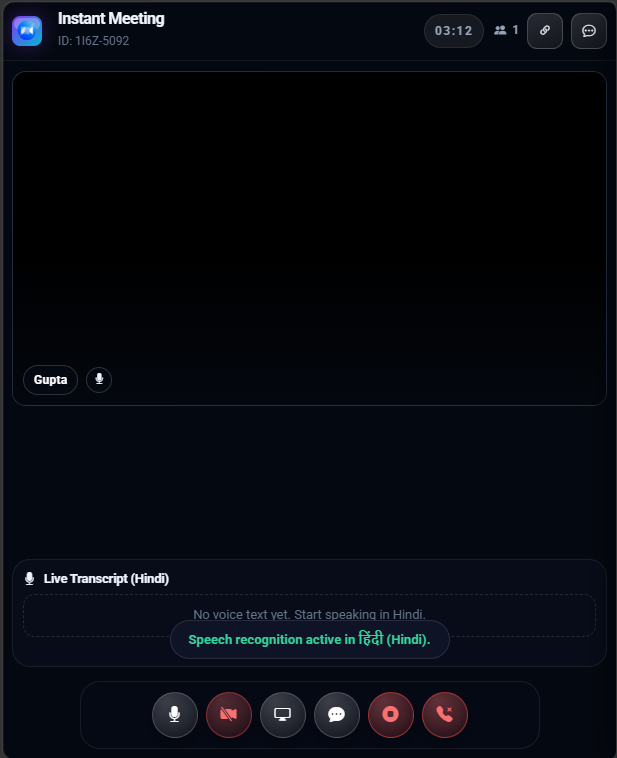 Instant Meeting
ID: 1I6Z-5092
03:12
1
Gupta
Live Transcript (Hindi)
No voice text yet. Start speaking in Hindi.
Speech recognition active in हिंदी (Hindi).